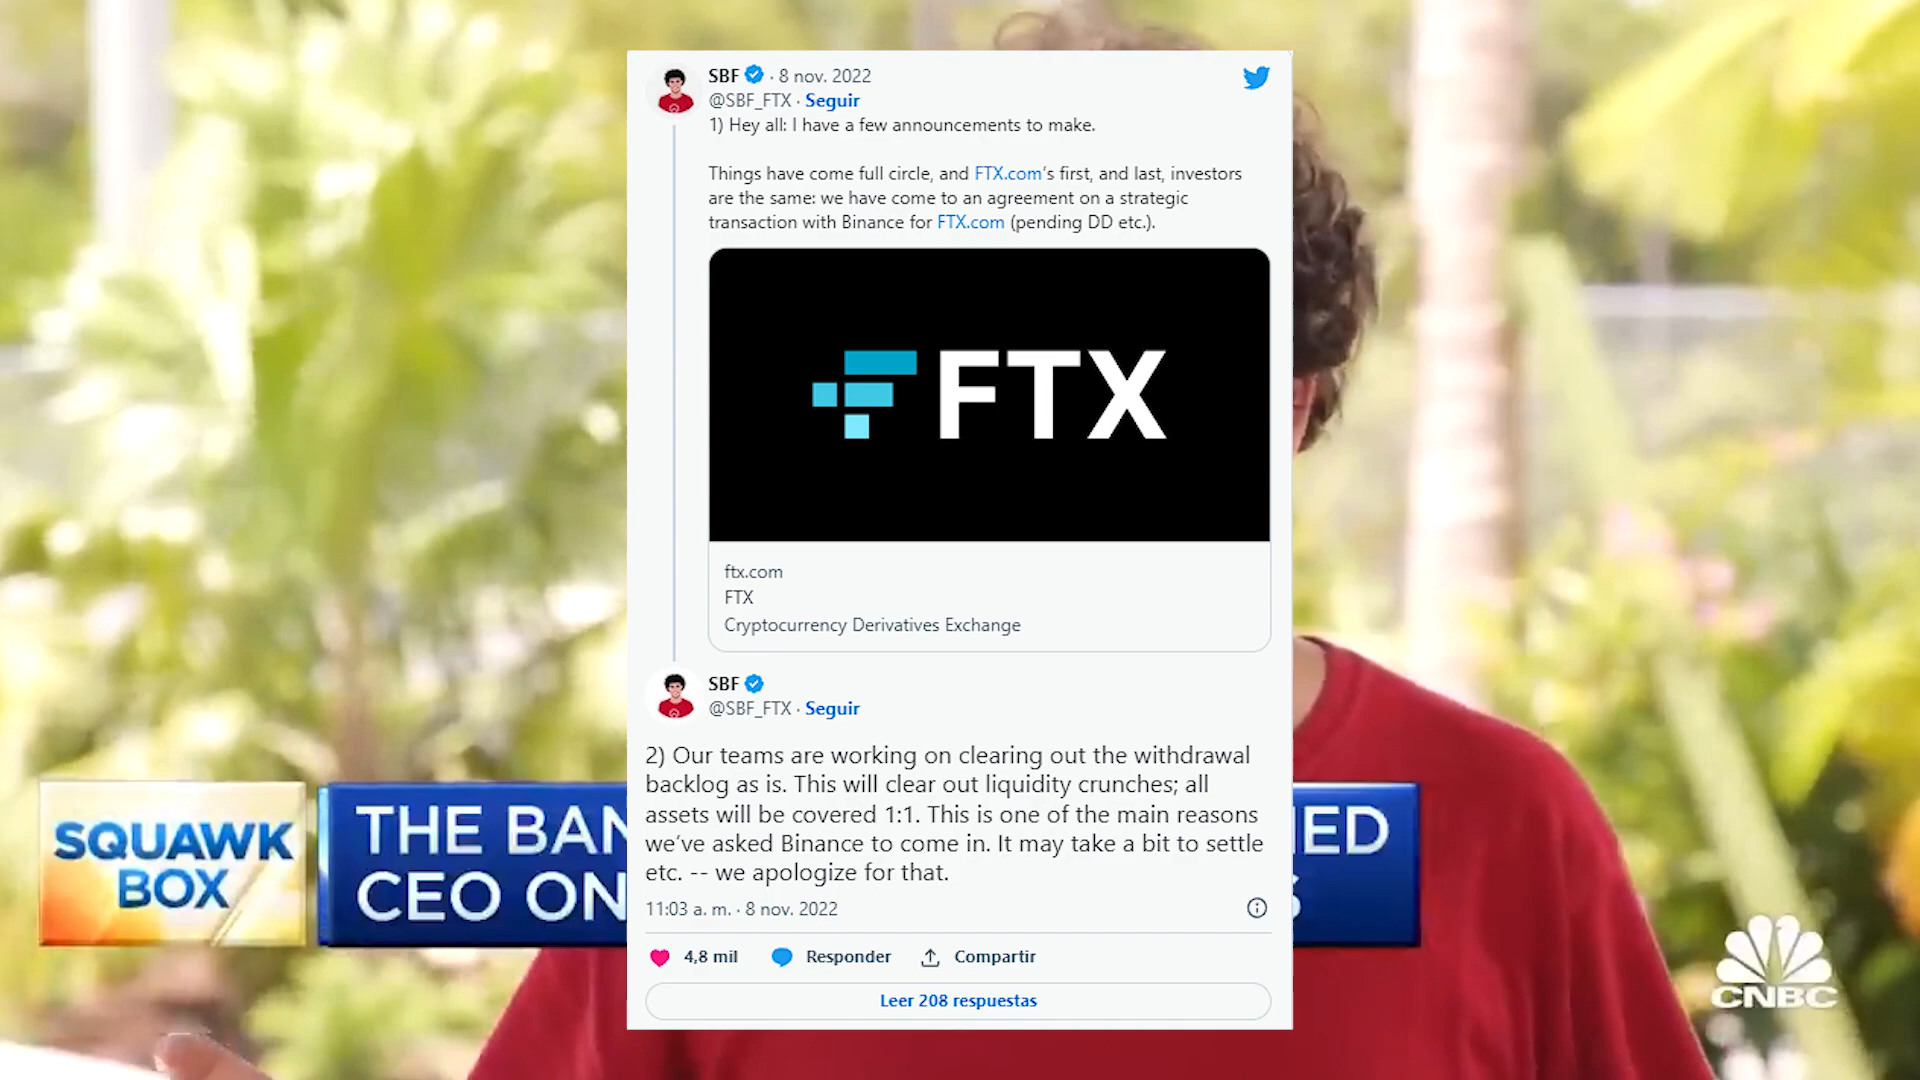 SBF · 8 nov. 2022
@SBF_FTX · Seguir
1) Hey all: I have a few announcements to make.
Things have come full circle, and FTX.com's first, and last, investors
are the same: we have come to an agreement on a strategic
transaction with Binance for FTX.com (pending DD etc.).
FTX
ftx.com
FTX
Cryptocurrency Derivatives Exchange
SBF
@SBF_FTX · Seguir
2) Our teams are working on clearing out the withdrawal
backlog as is. This will clear out liquidity crunches; all
assets will be covered 1:1. This is one of the main reasons
we've asked Binance to come in. It may take a bit to settle
etc. -- we apologize for that.
11:03 a. m. · 8 nov. 2022
4,8 mil Responder Compartir
Leer 208 respuestas
SQUAWK
BOX
THE
CEO ON
CNBC